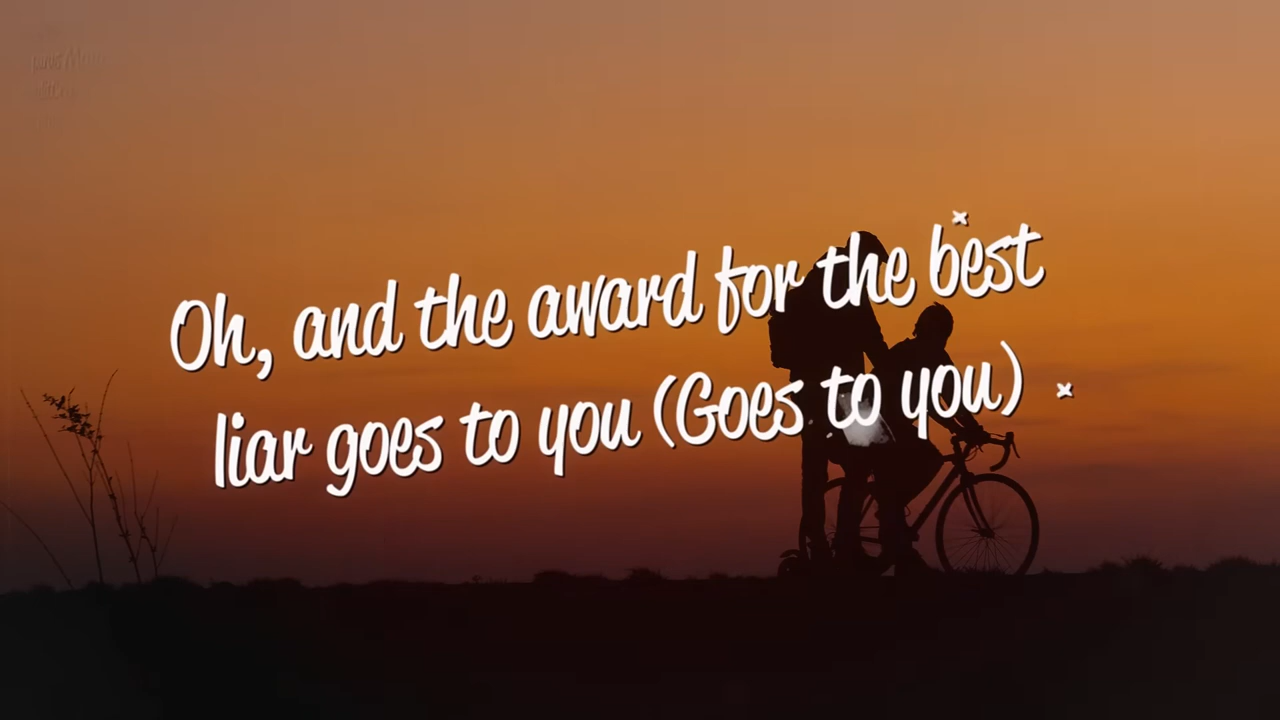 Oh, and the award for the best
liar goes to you (Goes to you)